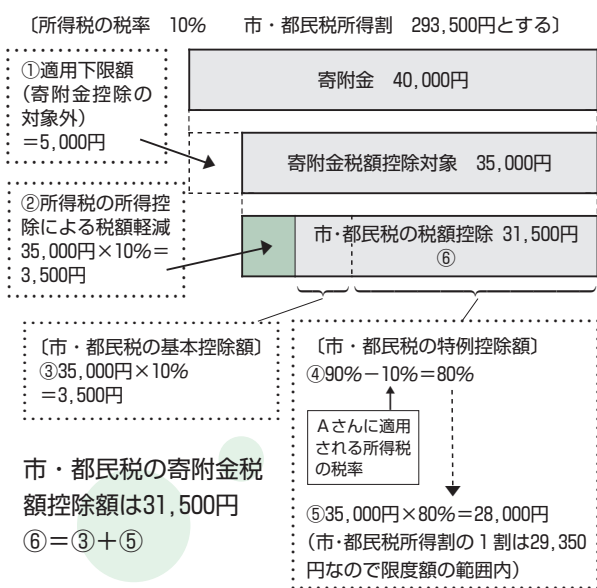 〔所得税の税率　10%　　市・都民税所得割　293,500円とする〕
①適用下限額
(寄附金控除の
対象外)
＝5,000円
寄附金　40,000円
寄附金税額控除対象　35,000円
②所得税の所得控
除による税額軽減
35,000円×10%＝
3,500円
市・都民税の税額控除 31,500円
⑥
〔市・都民税の基本控除額〕
③35,000円×10%
＝3,500円
〔市・都民税の特例控除額〕
④90%－10%＝80%
Aさんに適用
される所得税
の税率
⑤35,000円×80%＝28,000円
(市・都民税所得割の1割は29,350
円なので限度額の範囲内)
市・都民税の寄附金税
額控除額は31,500円
⑥＝③＋⑤